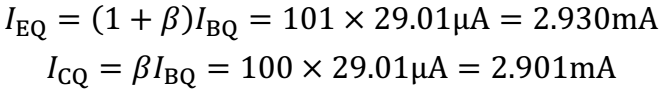 I_EQ = (1 + β)I_BQ = 101 × 29.01μA = 2.930mA
I_CQ = βI_BQ = 100 × 29.01μA = 2.901mA